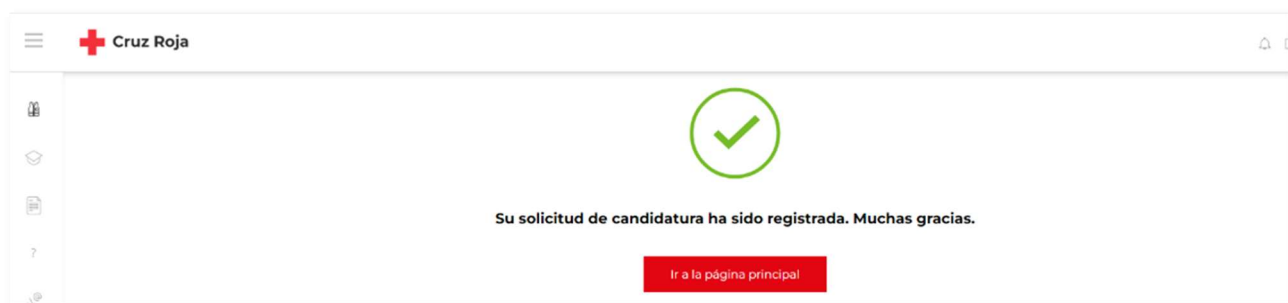 Cruz Roja
Su solicitud de candidatura ha sido registrada. Muchas gracias.
?
Ir a la página principal